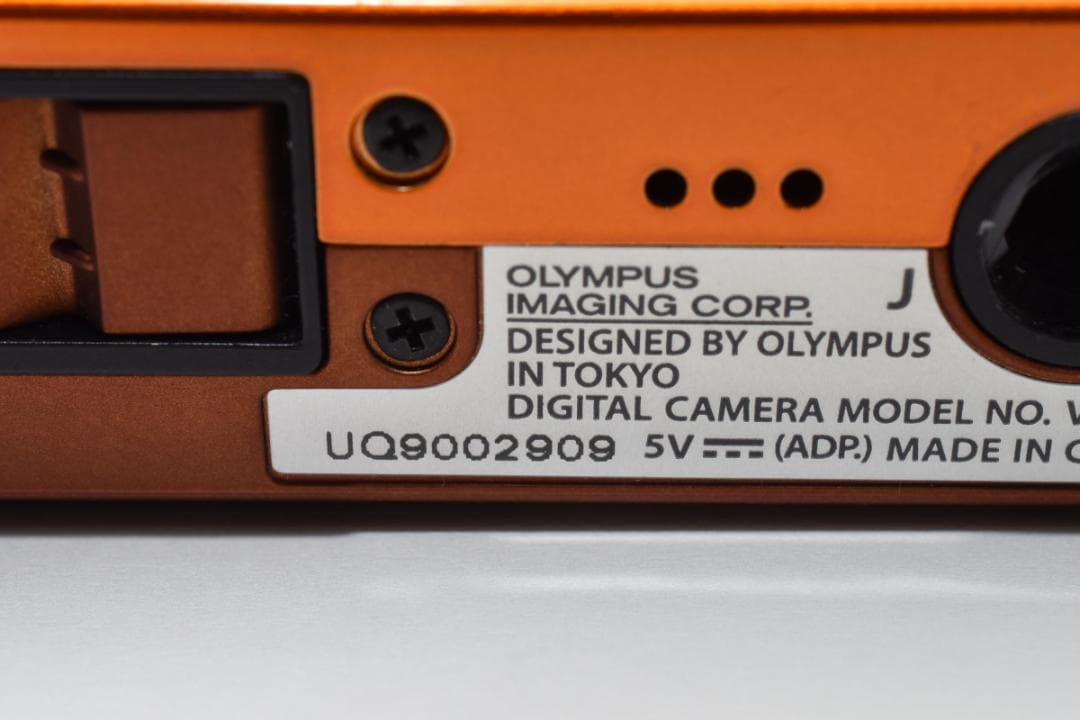 OLYMPUS
IMAGING CORP. J
DESIGNED BY OLYMPUS
IN TOKYO
DIGITAL CAMERA MODEL NO.
UQ9002909 5V ⎓ (ADP.) MADE IN